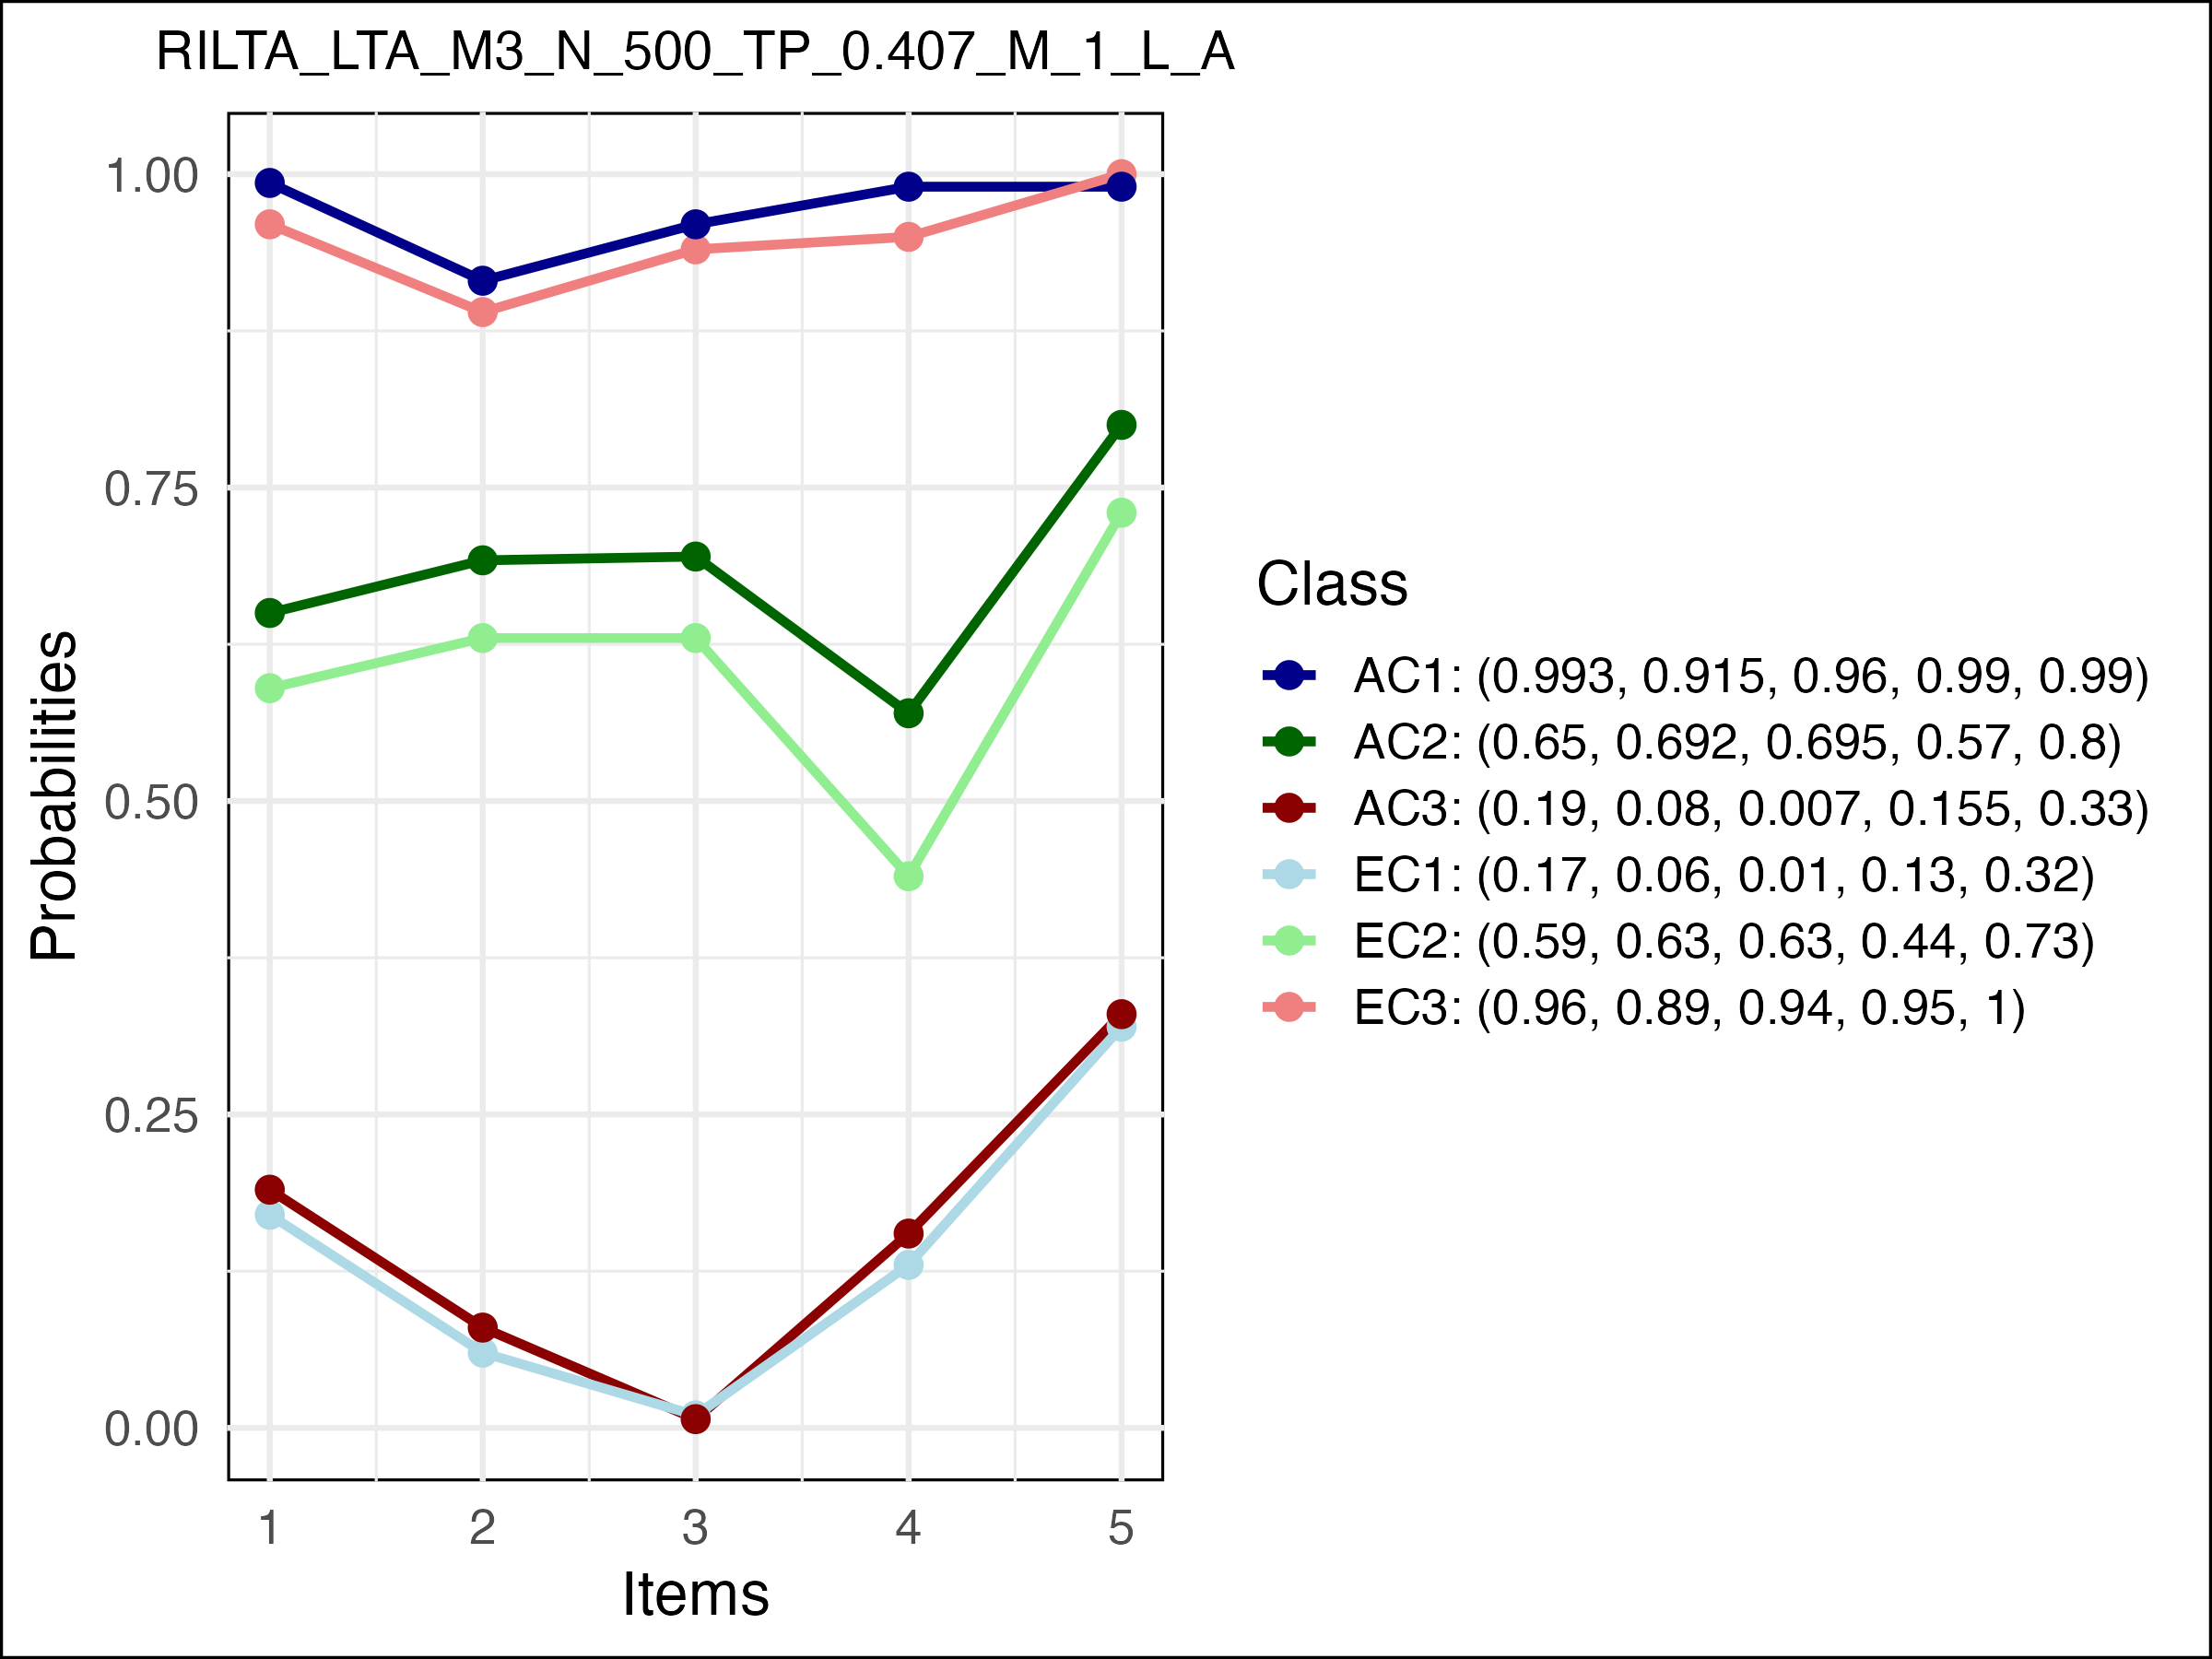 RILTA_LTA_M3_N_500_TP_0.407_M_1_L_A
1.00
0.75
0.50
0.25
0.00
Probabilities
1 2 3 4 5
Items
Class
AC1: (0.993, 0.915, 0.96, 0.99, 0.99)
AC2: (0.65, 0.692, 0.695, 0.57, 0.8)
AC3: (0.19, 0.08, 0.007, 0.155, 0.33)
EC1: (0.17, 0.06, 0.01, 0.13, 0.32)
EC2: (0.59, 0.63, 0.63, 0.44, 0.73)
EC3: (0.96, 0.89, 0.94, 0.95, 1)